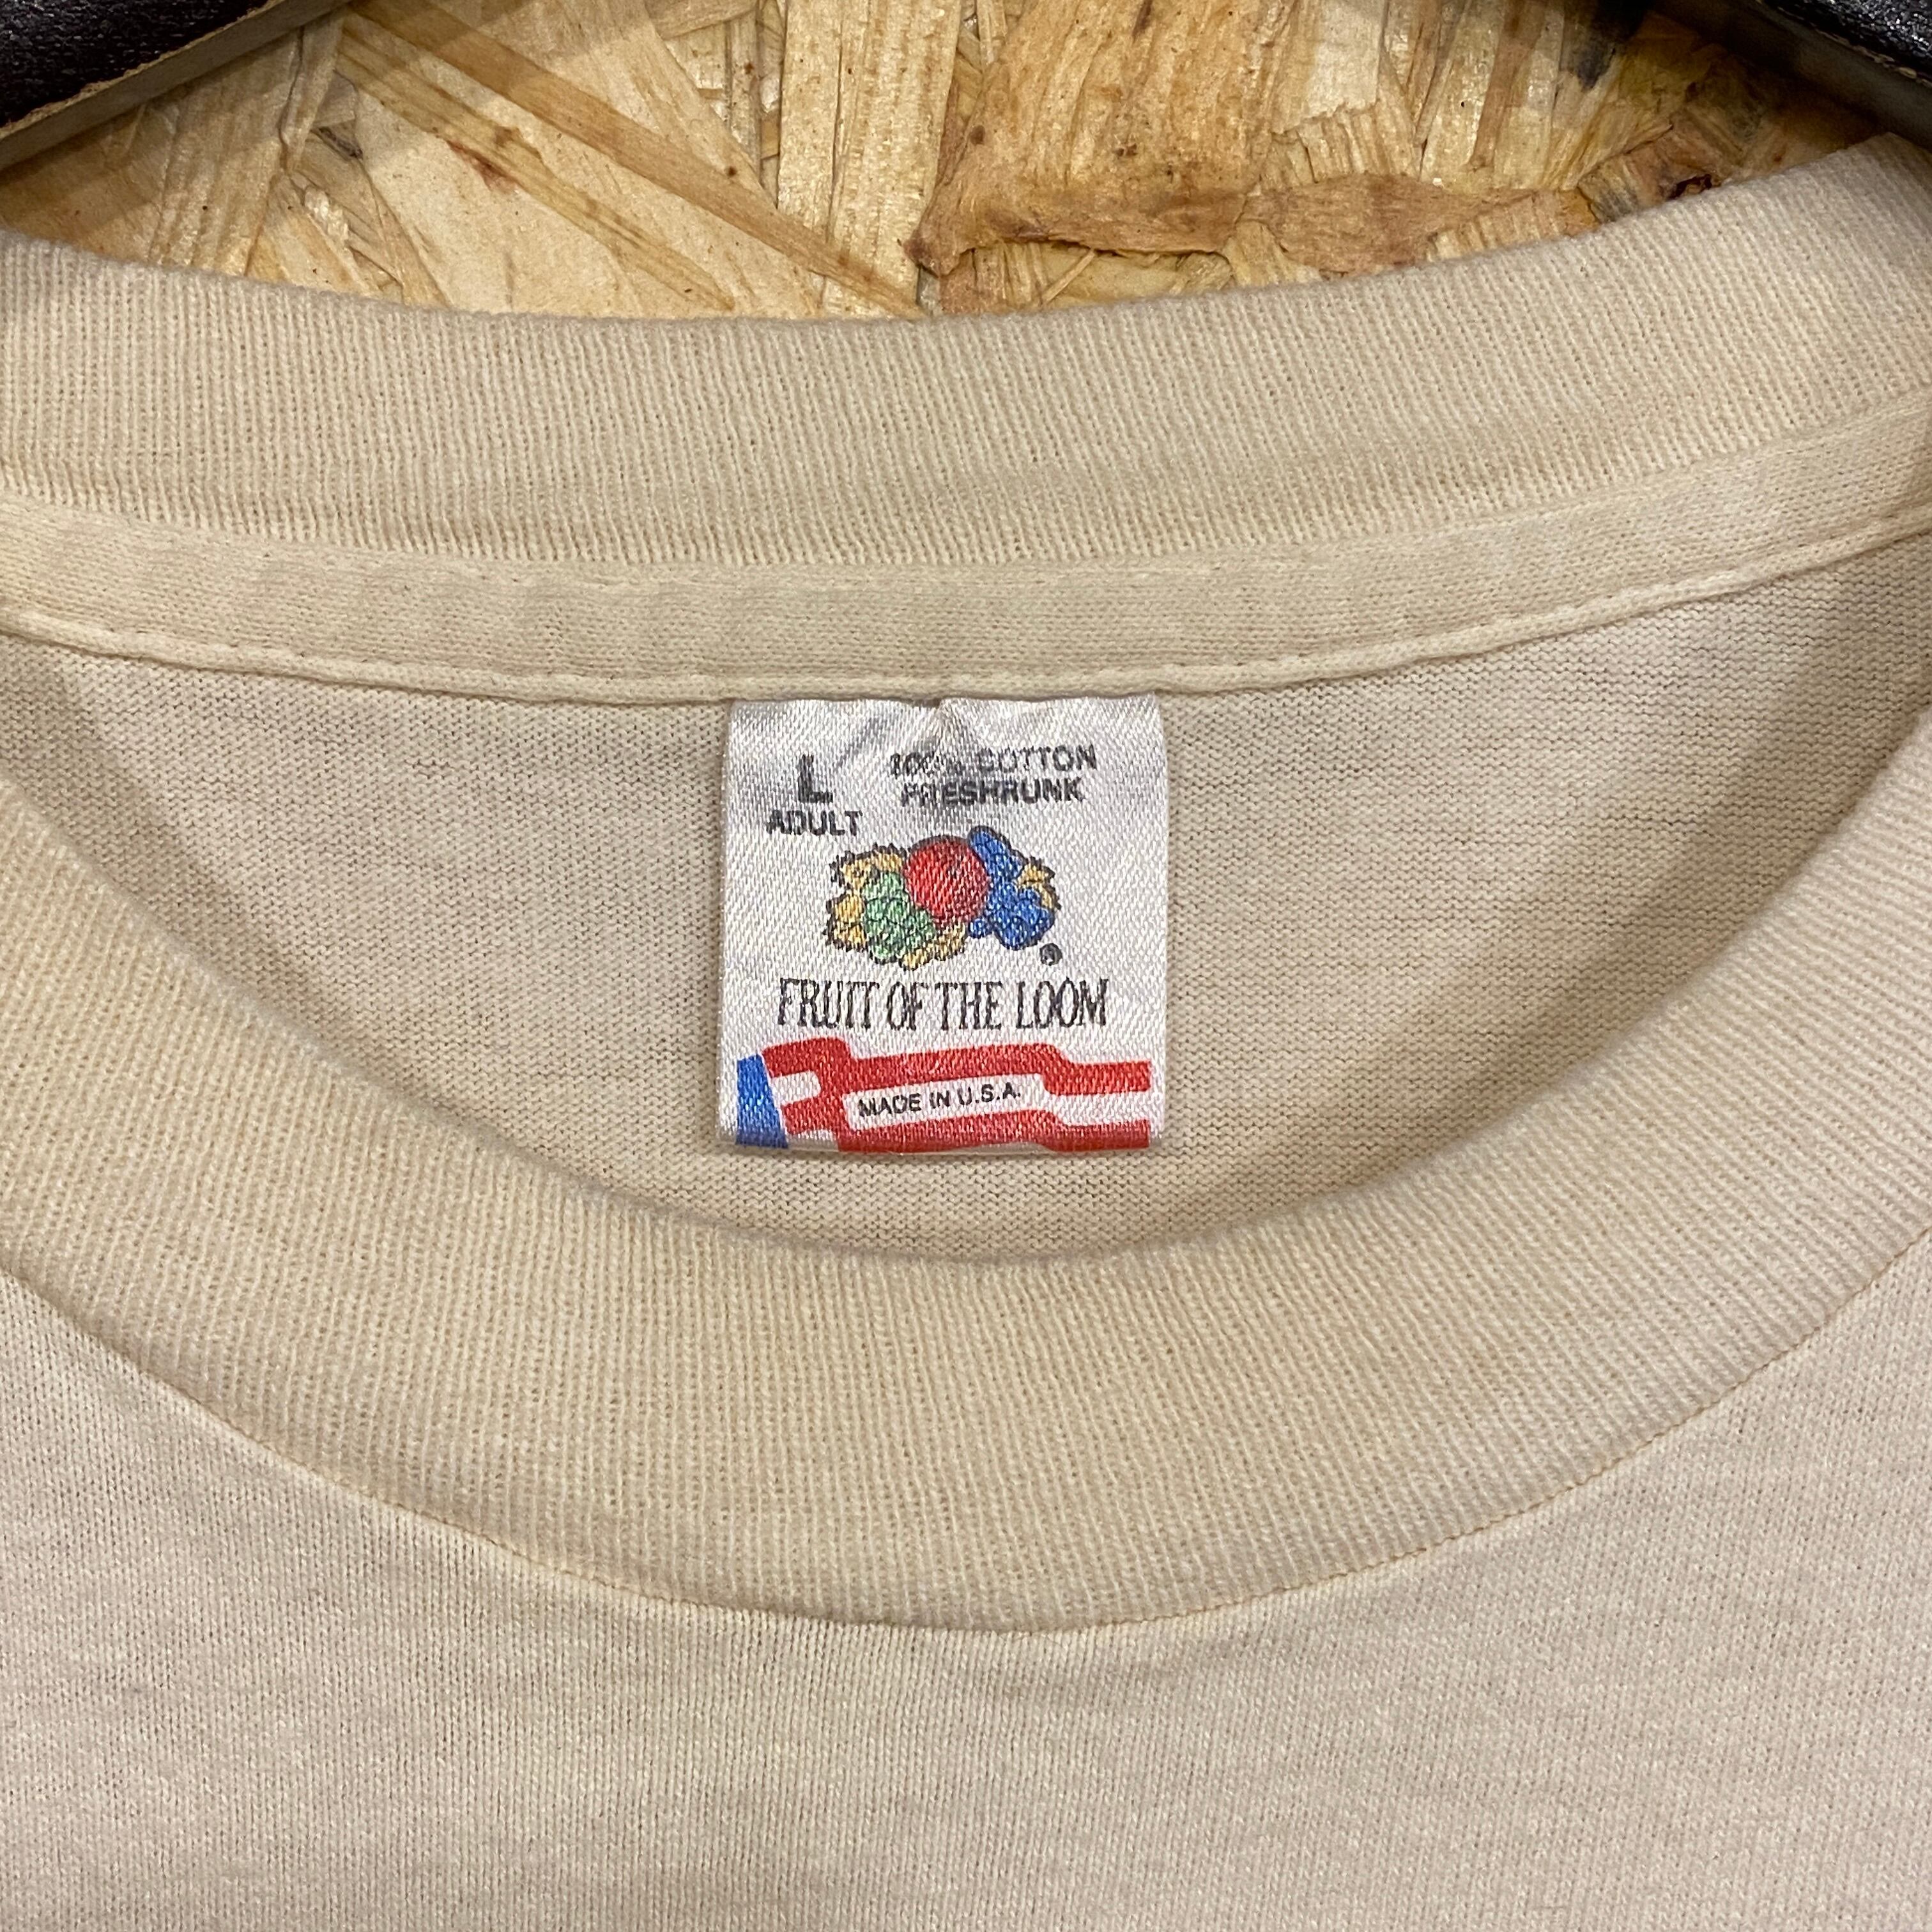 L
ADULT
100% COTTON
PRESHRUNK
®
FRUIT OF THE LOOM
MADE IN U.S.A.